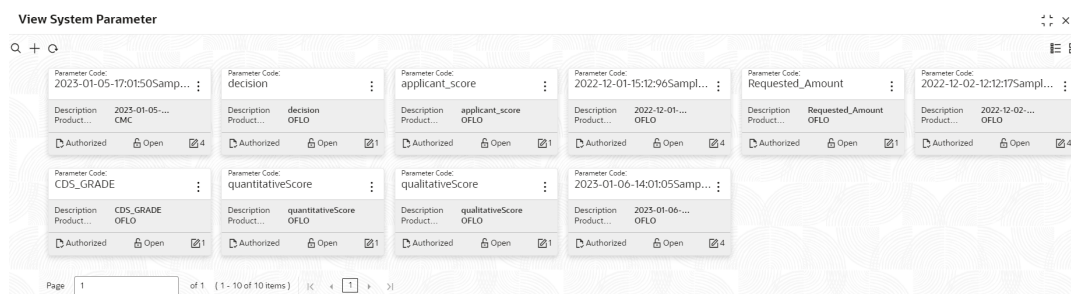 View System Parameter
Parameter Code:
2023-01-05-17:01:50Samp...
Description 2023-01-05-...
Product... CMC
Authorized Open 4
Parameter Code:
decision
Description decision
Product... OFLO
Authorized Open 1
Parameter Code:
applicant_score
Description applicant_score
Product... OFLO
Authorized Open 1
Parameter Code:
2022-12-01-15:12:96Sampl...
Description 2022-12-01-...
Product... OFLO
Authorized Open 4
Parameter Code:
Requested_Amount
Description Requested_Amount
Product... OFLO
Authorized Open 1
Parameter Code:
2022-12-02-12:12:17Sampl...
Description 2022-12-02-...
Product... OFLO
Authorized Open 4
Parameter Code:
CDS_GRADE
Description CDS_GRADE
Product... OFLO
Authorized Open 1
Parameter Code:
quantitativeScore
Description quantitativeScore
Product... OFLO
Authorized Open 1
Parameter Code:
qualitativeScore
Description qualitativeScore
Product... OFLO
Authorized Open 1
Parameter Code:
2023-01-06-14:01:05Samp...
Description 2023-01-06-...
Product... OFLO
Authorized Open 4
Page 1 of 1 (1 - 10 of 10 items) 1